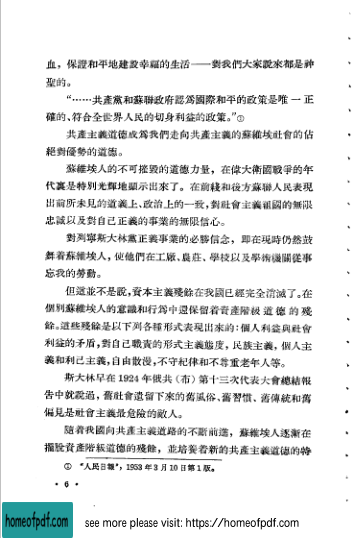 血，保證和平地建設幸福的生活——對我們大家說來都是神
聖的。
“……共產黨和蘇聯政府認爲國際和平的政策是唯一正
確的、符合全世界人民的切身利益的政策。”①
共產主義道德成爲我們走向共產主義的蘇維埃社會的佔
絕對優勢的道德。
蘇維埃人的不可摧毀的道德力量，在偉大衛國戰爭的年
代裏是特別光輝地顯示出來了。在前綫和後方蘇聯人民表現
出前所未見的道義上、政治上的一致，對社會主義祖國的無限
忠誠以及對自己正義的事業的無限信心。
對列寧斯大林黨正義事業的必勝信念，即在現時仍然鼓
舞着蘇維埃人，使他們在工廠、農莊、學校以及學術機關從事
忘我的勞動。
但這並不是說，資本主義殘餘在我國已經完全消滅了。在
個別蘇維埃人的意識和行爲中還保留着資產階級道德的殘
餘。這些殘餘是以下列各種形式表現出來的：個人利益與社會
利益的矛盾，對自己職責的形式主義態度，民族主義，個人主
義和利己主義，自由散漫，不守紀律和不尊重老年人等。
斯大林早在1924年俄共（布）第十三次代表大會總結報
告中就說過，舊社會遺留下來的舊風俗、舊習慣、舊傳統和舊
偏見是社會主義最危險的敵人。
隨着我國向共產主義道路的不斷前進，蘇維埃人逐漸在
擺脫資產階級道德的殘餘，並培養着新的共產主義道德的特
① “人民日報”，1953年3月10日第1版。
• 6 •
homeofpdf.com
see more please visit: https://homeofpdf.com